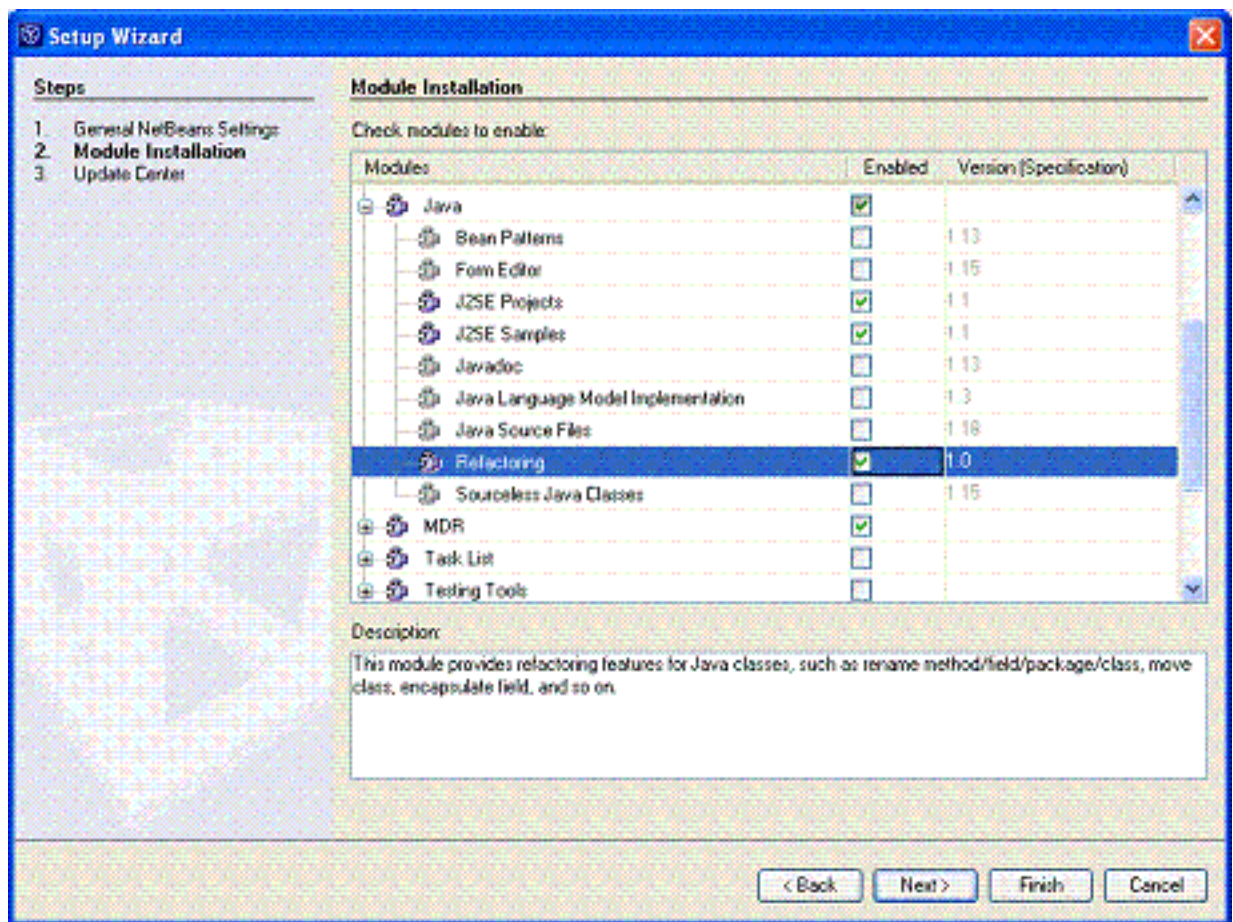 Setup Wizard
Steps
1. General NetBeans Settings
2. Module Installation
3. Update Center
Module Installation
Check modules to enable:
Modules Enabled Version (Specification)
Java
Bean Patterns 1.13
Form Editor 1.15
J2SE Projects 1.1
J2SE Samples 1.1
Javadoc 1.13
Java Language Model Implementation 1.3
Java Source Files 1.18
Refactoring 1.0
Sourceless Java Classes 1.15
MDR
Task List
Testing Tools
Description:
This module provides refactoring features for Java classes, such as rename method/field/package/class, move
class, encapsulate field, and so on.
< Back Next > Finish Cancel